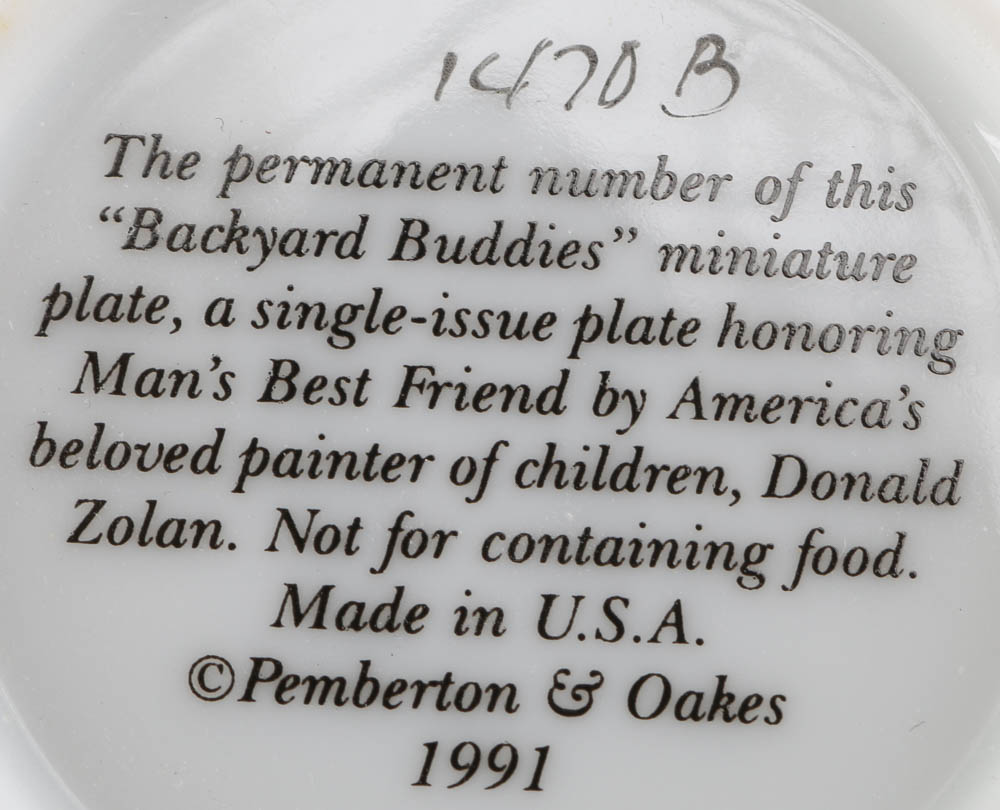 1470 B
The permanent number of this
“Backyard Buddies” miniature
plate, a single-issue plate honoring
Man's Best Friend by America's
beloved painter of children, Donald
Zolan. Not for containing food.
Made in U.S.A.
©Pemberton & Oakes
1991